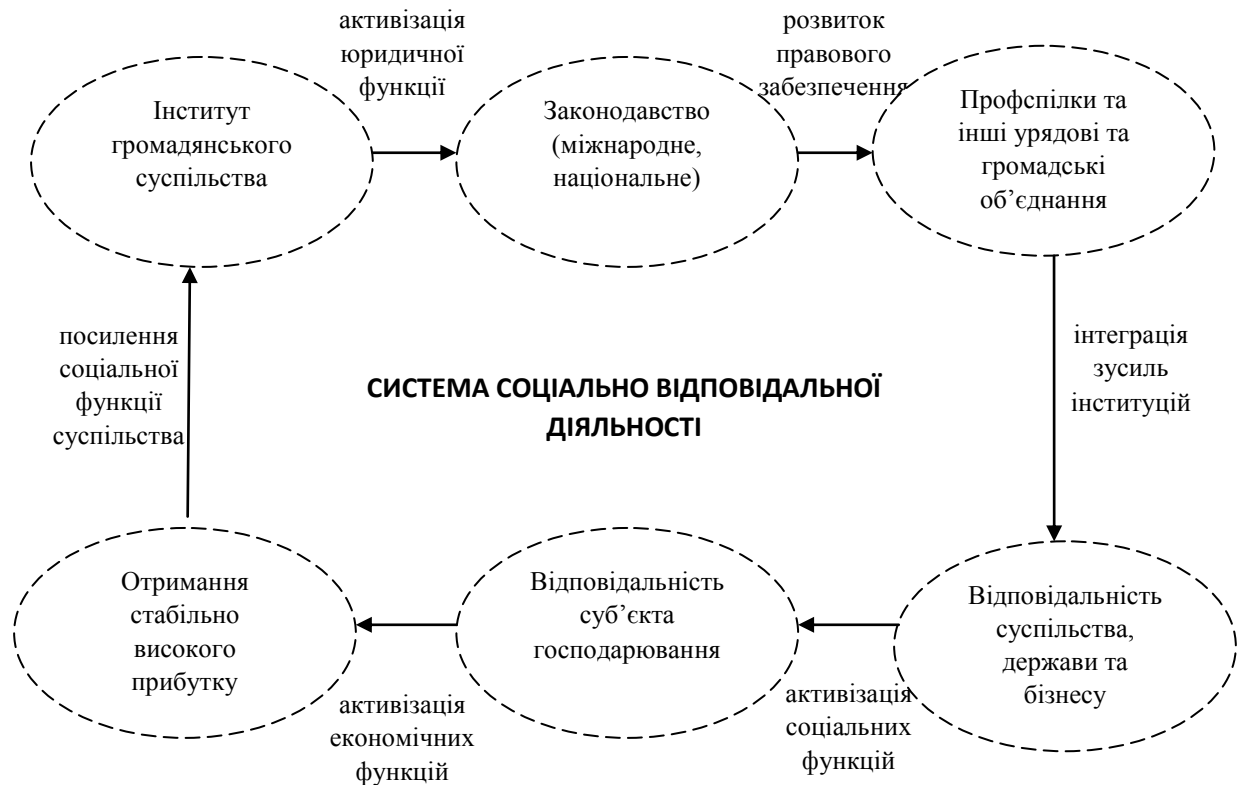 активізація
юридичної
функції
розвиток
правового
забезпечення
Інститут
громадянського
суспільства
Законодавство
(міжнародне,
національне)
Профспілки та
інші урядові та
громадські
об’єднання
посилення
соціальної
функції
суспільства
СИСТЕМА СОЦІАЛЬНО ВІДПОВІДАЛЬНОЇ
ДІЯЛЬНОСТІ
інтеграція
зусиль
інституцій
Отримання
стабільно
високого
прибутку
Відповідальність
суб’єкта
господарювання
Відповідальність
суспільства,
держави та
бізнесу
активізація
економічних
функцій
активізація
соціальних
функцій